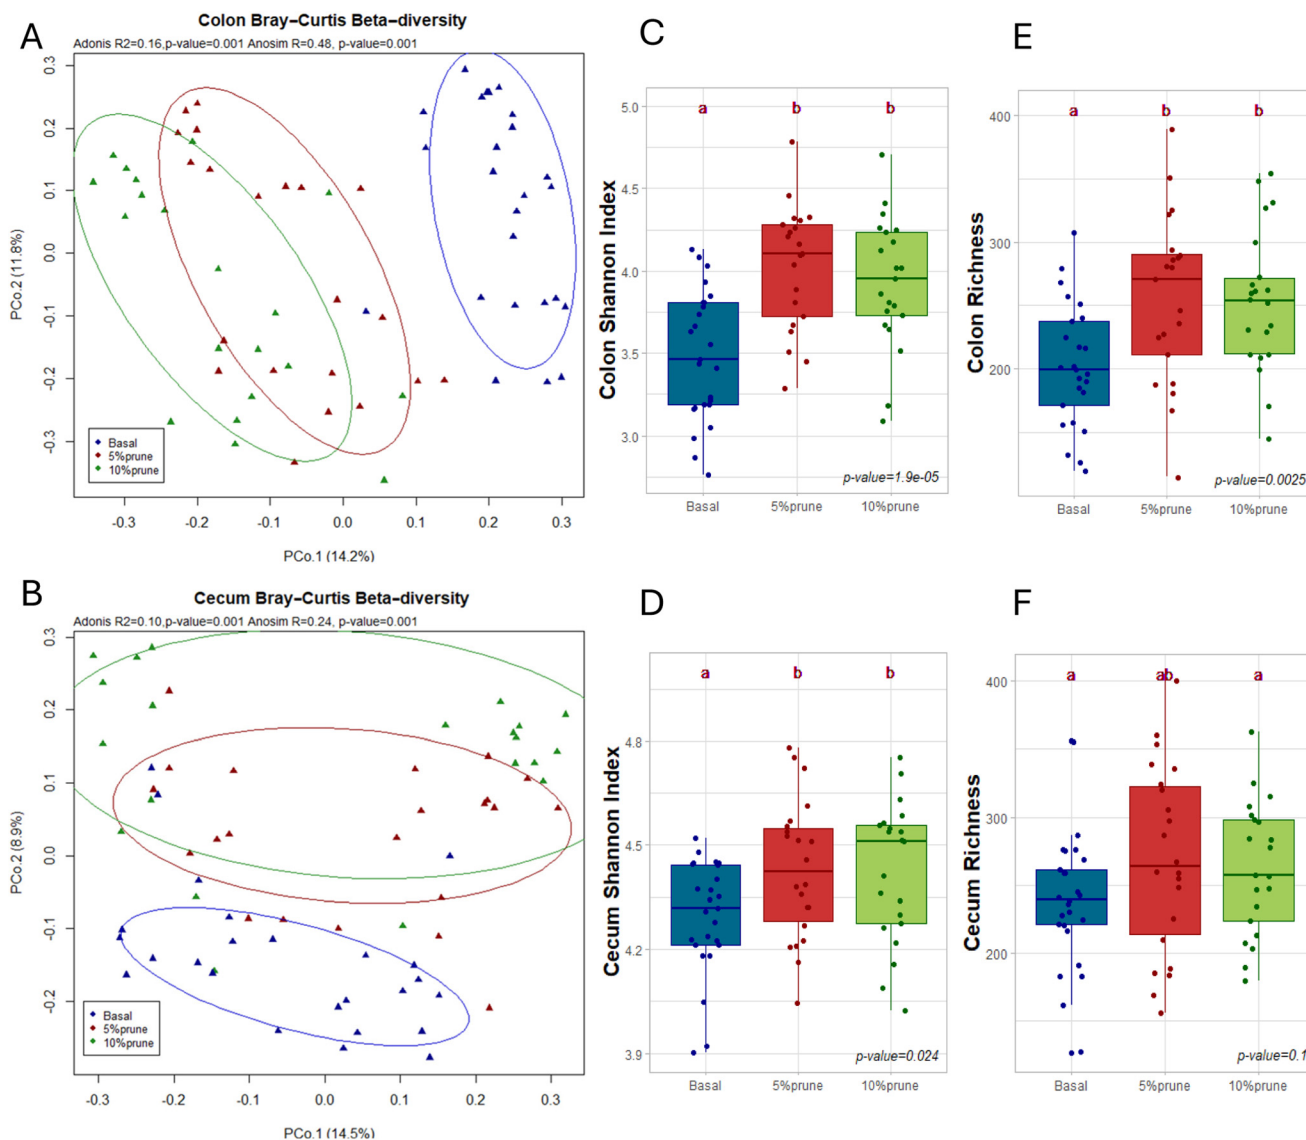 A
Colon Bray−Curtis Beta−diversity
Adonis R2=0.16,p-value=0.001 Anosim R=0.48, p-value=0.001
PCo.2 (11.8%)
0.3
0.2
0.1
0.0
-0.1
-0.2
-0.3
Basal
5%prune
10%prune
-0.3 -0.2 -0.1 0.0 0.1 0.2 0.3
PCo.1 (14.2%)
C
Colon Shannon Index
5.0
4.5
4.0
3.5
3.0
a b b
p-value=1.9e-05
Basal 5%prune 10%prune
E
Colon Richness
400
300
200
a b b
p-value=0.0025
Basal 5%prune 10%prune
B
Cecum Bray−Curtis Beta−diversity
Adonis R2=0.10,p-value=0.001 Anosim R=0.24, p-value=0.001
PCo.2 (8.9%)
0.3
0.2
0.1
0.0
-0.1
-0.2
Basal
5%prune
10%prune
-0.3 -0.2 -0.1 0.0 0.1 0.2 0.3
PCo.1 (14.5%)
D
Cecum Shannon Index
4.8
4.5
4.2
3.9
a b b
p-value=0.024
Basal 5%prune 10%prune
F
Cecum Richness
400
300
200
a ab a
p-value=0.1
Basal 5%prune 10%prune